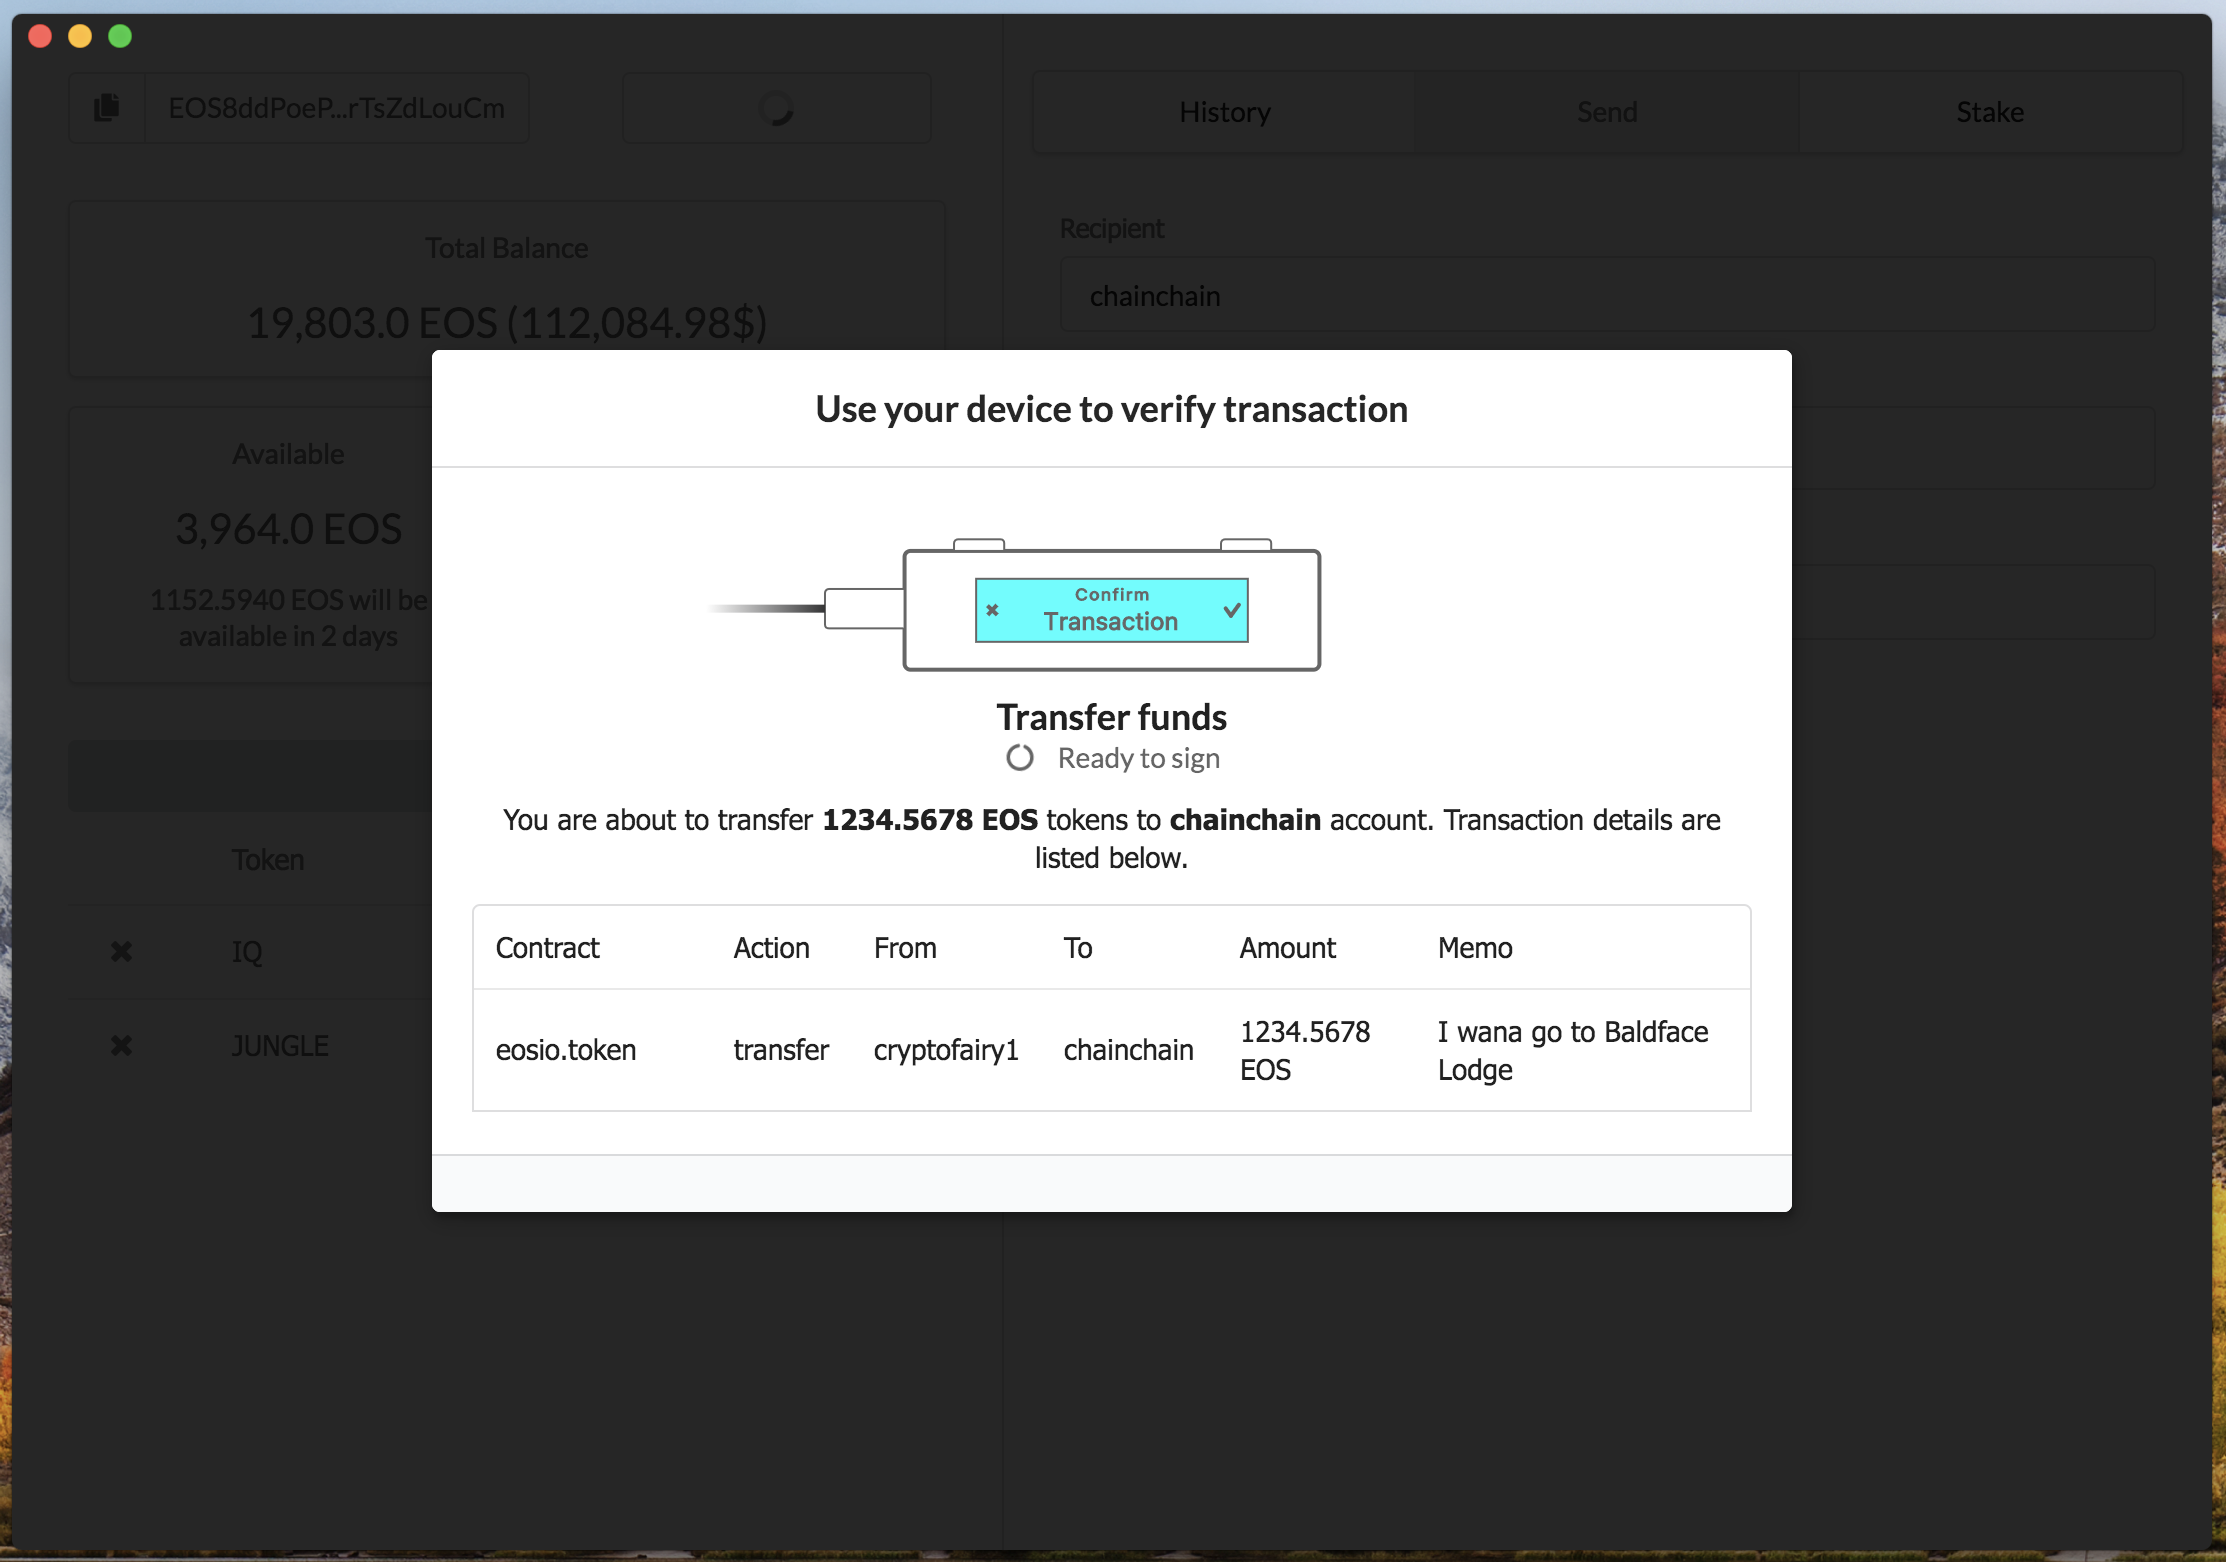 EOS8ddPoeP...rTsZdLouCm
History
Send
Stake
Total Balance
19,803.0 EOS (112,084.98$)
Recipient
chainchain
Available
3,964.0 EOS
1152.5940 EOS will be
available in 2 days
Token
IQ
JUNGLE
Use your device to verify transaction
Confirm
Transaction
Transfer funds
Ready to sign
You are about to transfer 1234.5678 EOS tokens to chainchain account. Transaction details are
listed below.
Contract Action From To Amount Memo
eosio.token transfer cryptofairy1 chainchain 1234.5678 I wana go to Baldface
EOS Lodge